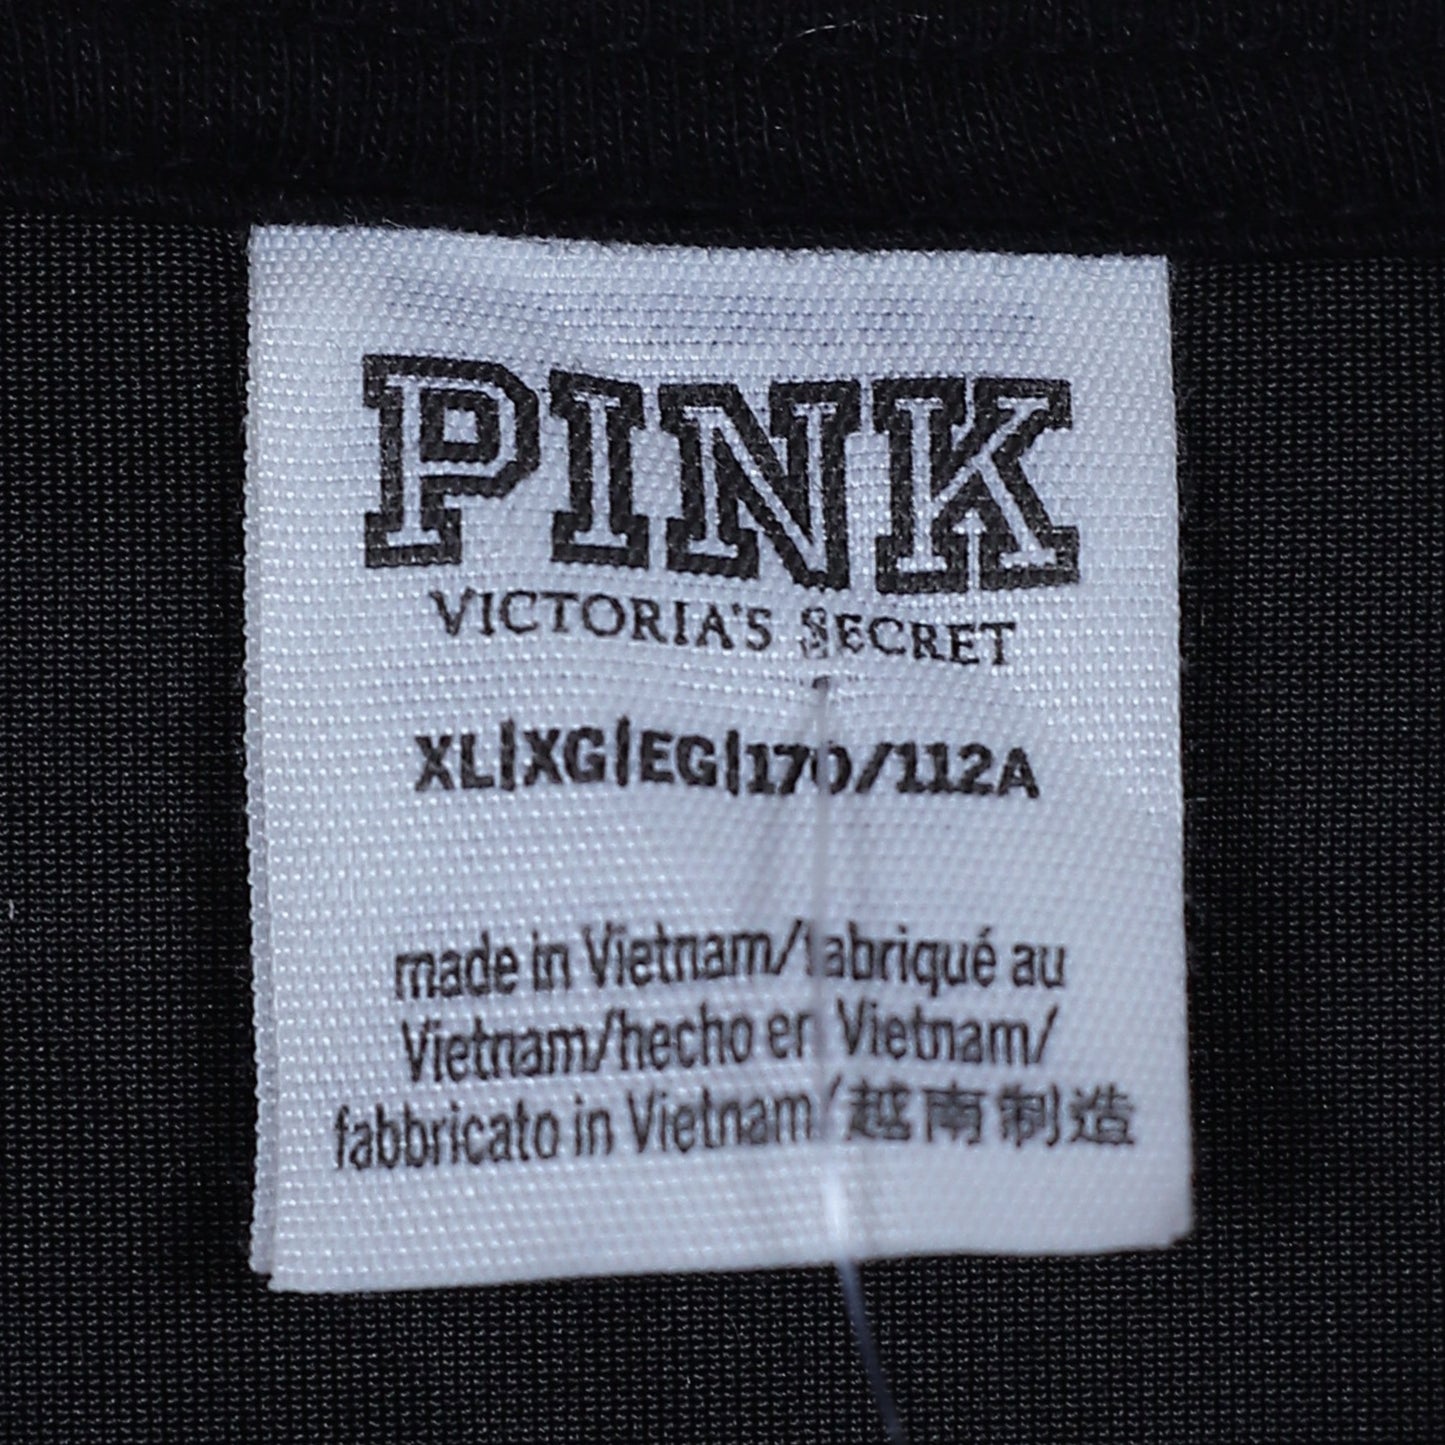 PINK
VICTORIA'S SECRET
XL|XG|EG|170/112A
made in Vietnam/fabriqué au
Vietnam/hecho en Vietnam/
fabbricato in Vietnam/越南制造